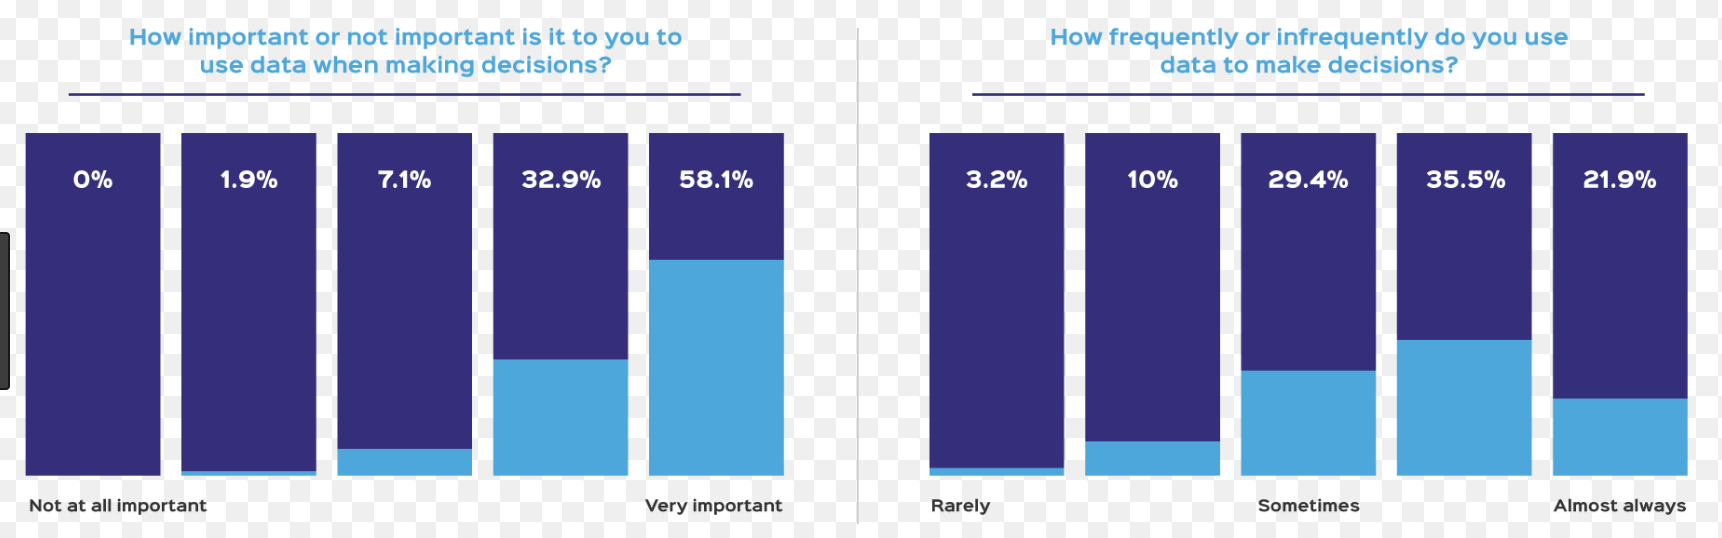 How important or not important is it to you to
use data when making decisions?
0%
1.9%
7.1%
32.9%
58.1%
Not at all important
Very important
How frequently or infrequently do you use
data to make decisions?
3.2%
10%
29.4%
35.5%
21.9%
Rarely
Sometimes
Almost always